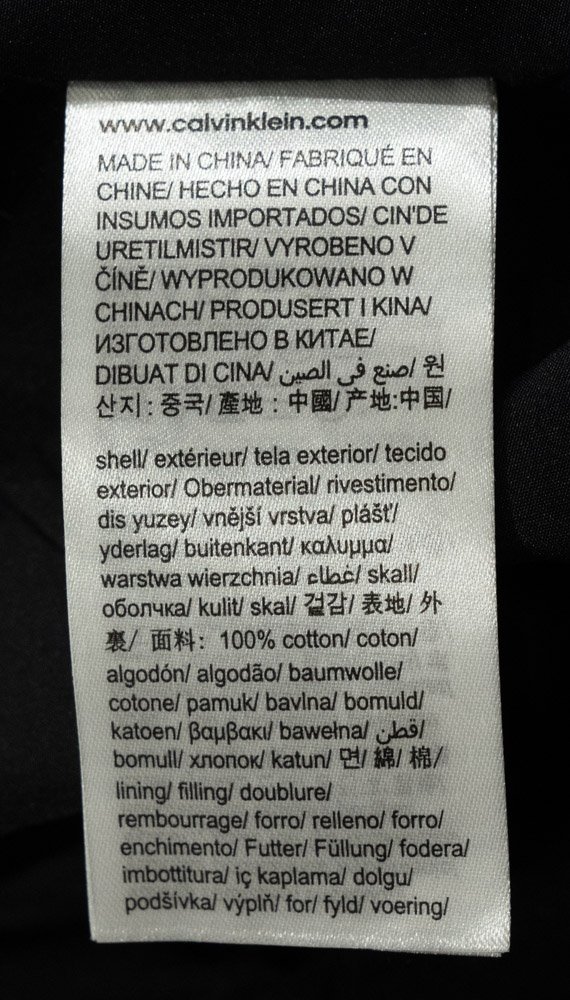 www.calvinklein.com
MADE IN CHINA/ FABRIQUÉ EN
CHINE/ HECHO EN CHINA CON
INSUMOS IMPORTADOS/ CIN'DE
URETILMISTIR/ VYROBENO V
ČÍNĚ/ WYPRODUKOWANO W
CHINACH/ PRODUSERT I KINA/
ИЗГОТОВЛЕНО В КИТАЕ/
DIBUAT DI CINA/ صنع في الصين/ 원
산지: 중국/ 產地: 中國/ 产地:中国/
shell/ extérieur/ tela exterior/ tecido
exterior/ Obermaterial/ rivestimento/
dis yuzey/ vnější vrstva/ plášť/
yderlag/ buitenkant/ καλυμμα/
warstwa wierzchnia/ غطاء/ skall/
оболчка/ kulit/ skal/ 겉감/ 表地/ 外
裏/ 面料: 100% cotton/ coton/
algodón/ algodão/ baumwolle/
cotone/ pamuk/ bavlna/ bomuld/
katoen/ βαμβακι/ bawełna/ قطن/
bomull/ хлопок/ katun/ 면/ 綿/ 棉/
lining/ filling/ doublure/
rembourrage/ forro/ relleno/ forro/
enchimento/ Futter/ Füllung/ fodera/
imbottitura/ iç kaplama/ dolgu/
podšívka/ výplň/ for/ fyld/ voering/